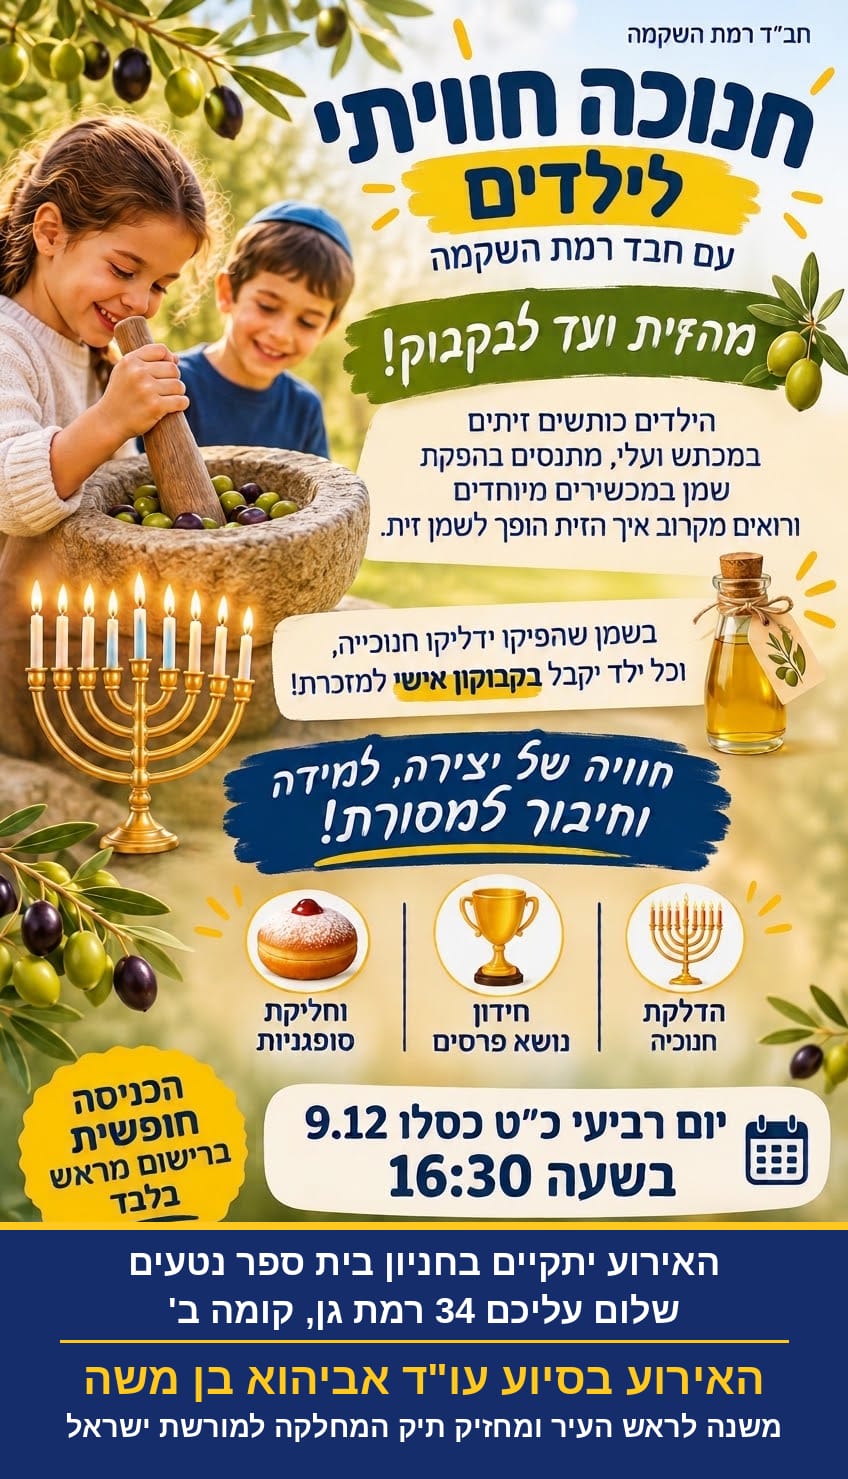 חב״ד רמת השקמה
חנוכה חוויתי
לילדים
עם חבד רמת השקמה
מהזית ועד לבקבוק!
הילדים כותשים זיתים
במכתש ועלי, מתנסים בהפקת
שמן במכשירים מיוחדים
ורואים מקרוב איך הזית הופך לשמן זית.
בשמן שהפיקו ידליקו חנוכייה,
וכל ילד יקבל בקבוקון אישי למזכרת!
חוויה של יצירה, למידה
וחיבור למסורת!
הדלקת
חנוכיה
חידון
נושא פרסים
וחליקת
סופגניות
הכניסה
חופשית
ברישום מראש
בלבד
יום רביעי כ״ט כסלו 9.12
בשעה 16:30
האירוע יתקיים בחניון בית ספר נטעים
שלום עליכם 34 רמת גן, קומה ב'
האירוע בסיוע עו"ד אביהוא בן משה
משנה לראש העיר ומחזיק תיק המחלקה למורשת ישראל